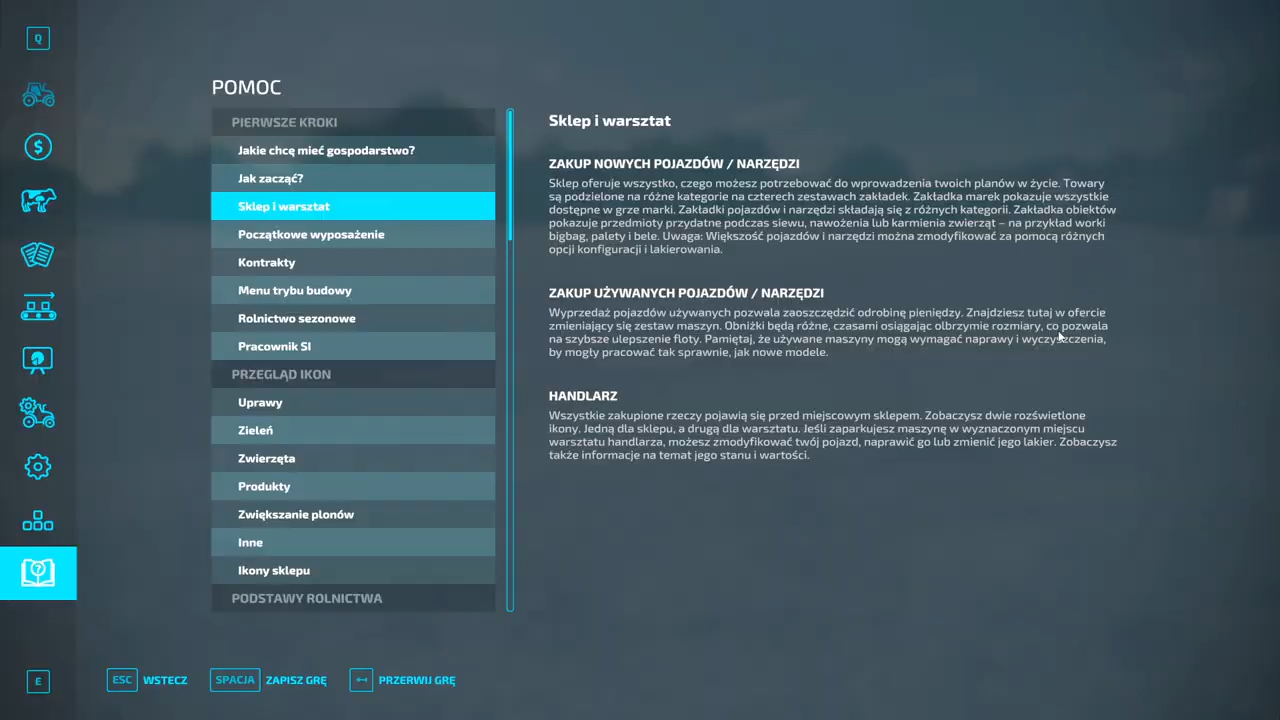 Q
POMOC
PIERWSZE KROKI
Jakie chcę mieć gospodarstwo?
Jak zacząć?
Sklep i warsztat
Początkowe wyposażenie
Kontrakty
Menu trybu budowy
Rolnictwo sezonowe
Pracownik SI
PRZEGLĄD IKON
Uprawy
Zieleń
Zwierzęta
Produkty
Zwiększanie plonów
Inne
Ikony sklepu
PODSTAWY ROLNICTWA
Sklep i warsztat
ZAKUP NOWYCH POJAZDÓW / NARZĘDZI
Sklep oferuje wszystko, czego możesz potrzebować do wprowadzenia twoich planów w życie. Towary
są podzielone na różne kategorie na czterech zestawach zakładek. Zakładka marek pokazuje wszystkie
dostępne w grze marki. Zakładki pojazdów i narzędzi składają się z różnych kategorii. Zakładka obiektów
pokazuje przedmioty przydatne podczas siewu, nawożenia lub karmienia zwierząt – na przykład worki
bigbag, palety i bele. Uwaga: Większość pojazdów i narzędzi można zmodyfikować za pomocą różnych
opcji konfiguracji i lakierowania.
ZAKUP UŻYWANYCH POJAZDÓW / NARZĘDZI
Wyprzedaż pojazdów używanych pozwala zaoszczędzić odrobinę pieniędzy. Znajdziesz tutaj w ofercie
zmieniający się zestaw maszyn. Obniżki będą różne, czasami osiągając olbrzymie rozmiary, co pozwala
na szybsze ulepszenie floty. Pamiętaj, że używane maszyny mogą wymagać naprawy i wyczyszczenia,
by mogły pracować tak sprawnie, jak nowe modele.
HANDLARZ
Wszystkie zakupione rzeczy pojawią się przed miejscowym sklepem. Zobaczysz dwie rozświetlone
ikony. Jedną dla sklepu, a drugą dla warsztatu. Jeśli zaparkujesz maszynę w wyznaczonym miejscu
warsztatu handlarza, możesz zmodyfikować twój pojazd, naprawić go lub zmienić jego lakier. Zobaczysz
także informacje na temat jego stanu i wartości.
E
ESC WSTECZ SPACJA ZAPISZ GRĘ PRZERWIJ GRĘ